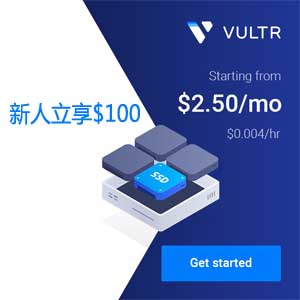 VULTR
Starting from
$2.50/mo
$0.004/hr
新人立享$100
SSD
Get started